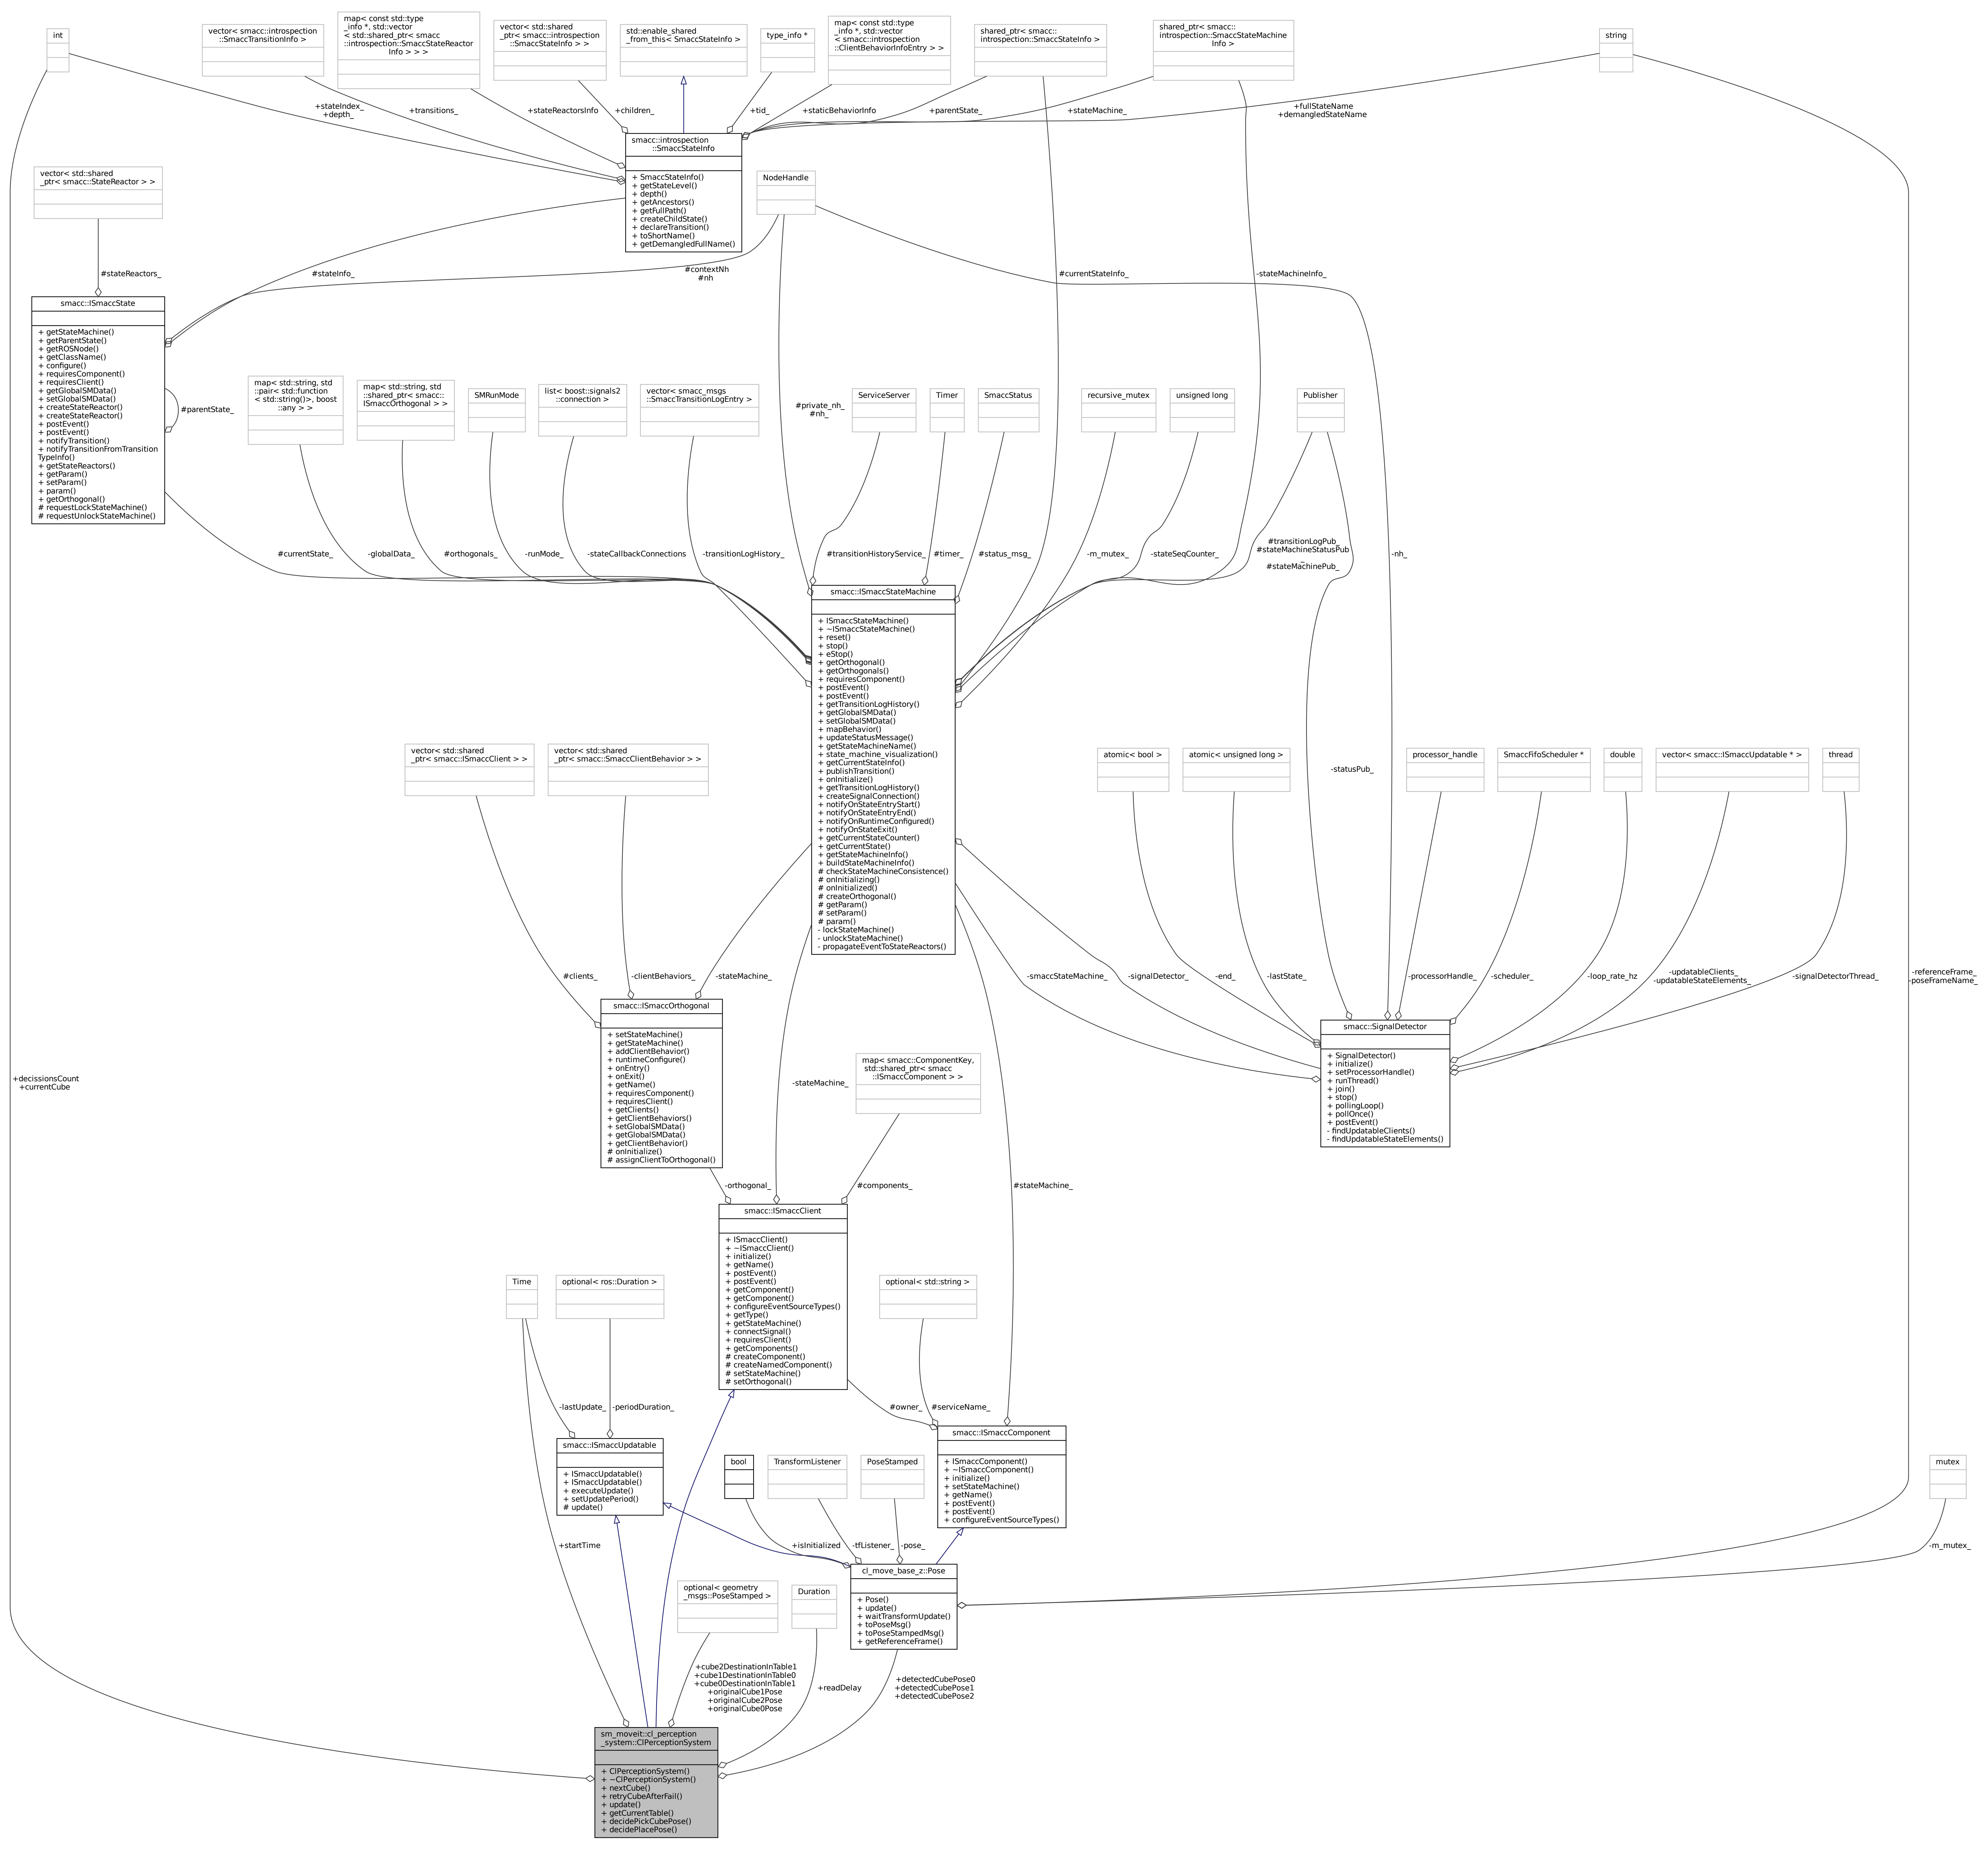 int
vector< smacc::introspection
::SmaccTransitionInfo >
map< const std::type
_info *, std::vector
< std::shared_ptr< smacc
::introspection::SmaccStateReactor
Info > > >
vector< std::shared
_ptr< smacc::introspection
::SmaccStateInfo > >
std::enable_shared
_from_this< SmaccStateInfo >
type_info *
map< const std::type
_info *, std::vector
< smacc::introspection
::ClientBehaviorInfoEntry > >
shared_ptr< smacc::
introspection::SmaccStateInfo >
shared_ptr< smacc::
introspection::SmaccStateMachine
Info >
string
+stateIndex_
+depth_
+transitions_
+stateReactorsInfo
+children_
+tid_
+staticBehaviorInfo
+parentState_
+stateMachine_
+fullStateName
+demangledStateName
smacc::introspection
::SmaccStateInfo
+ SmaccStateInfo()
+ getStateLevel()
+ depth()
+ getAncestors()
+ getFullPath()
+ createChildState()
+ declareTransition()
+ toShortName()
+ getDemangledFullName()
vector< std::shared
_ptr< smacc::StateReactor > >
NodeHandle
#stateReactors_
#stateInfo_
#contextNh
#nh
#currentStateInfo_
-stateMachineInfo_
smacc::ISmaccState
+ getStateMachine()
+ getParentState()
+ getROSNode()
+ getClassName()
+ configure()
+ requiresComponent()
+ requiresClient()
+ getGlobalSMData()
+ setGlobalSMData()
+ createStateReactor()
+ createStateReactor()
+ postEvent()
+ postEvent()
+ notifyTransition()
+ notifyTransitionFromTransition
TypeInfo()
+ getStateReactors()
+ getParam()
+ setParam()
+ param()
+ getOrthogonal()
# requestLockStateMachine()
# requestUnlockStateMachine()
#parentState_
map< std::string, std
::pair< std::function
< std::string()>, boost
::any > >
map< std::string, std
::shared_ptr< smacc::
ISmaccOrthogonal > >
SMRunMode
list< boost::signals2
::connection >
vector< smacc_msgs
::SmaccTransitionLogEntry >
#private_nh_
#nh_
ServiceServer
Timer
SmaccStatus
recursive_mutex
unsigned long
Publisher
#currentState_
-globalData_
#orthogonals_
-runMode_
-stateCallbackConnections
-transitionLogHistory_
#transitionHistoryService_
#timer_
#status_msg_
-m_mutex_
-stateSeqCounter_
#transitionLogPub_
#stateMachineStatusPub
_
#stateMachinePub_
-nh_
smacc::ISmaccStateMachine
+ ISmaccStateMachine()
+ ~ISmaccStateMachine()
+ reset()
+ stop()
+ eStop()
+ getOrthogonal()
+ getOrthogonals()
+ requiresComponent()
+ postEvent()
+ postEvent()
+ getTransitionLogHistory()
+ getGlobalSMData()
+ setGlobalSMData()
+ mapBehavior()
+ updateStatusMessage()
+ getStateMachineName()
+ state_machine_visualization()
+ getCurrentStateInfo()
+ publishTransition()
+ onInitialize()
+ getTransitionLogHistory()
+ createSignalConnection()
+ notifyOnStateEntryStart()
+ notifyOnStateEntryEnd()
+ notifyOnRuntimeConfigured()
+ notifyOnStateExit()
+ getCurrentStateCounter()
+ getCurrentState()
+ getStateMachineInfo()
+ buildStateMachineInfo()
# checkStateMachineConsistence()
# onInitializing()
# onInitialized()
# createOrthogonal()
# getParam()
# setParam()
# param()
- lockStateMachine()
- unlockStateMachine()
- propagateEventToStateReactors()
vector< std::shared
_ptr< smacc::ISmaccClient > >
vector< std::shared
_ptr< smacc::SmaccClientBehavior > >
atomic< bool >
atomic< unsigned long >
-statusPub_
processor_handle
SmaccFifoScheduler *
double
vector< smacc::ISmaccUpdatable * >
thread
#clients_
-clientBehaviors_
-stateMachine_
-smaccStateMachine_
-signalDetector_
-end_
-lastState_
-processorHandle_
-scheduler_
-loop_rate_hz
-updatableClients_
-updatableStateElements_
-signalDetectorThread_
-referenceFrame_
-poseFrameName_
smacc::ISmaccOrthogonal
+ setStateMachine()
+ getStateMachine()
+ addClientBehavior()
+ runtimeConfigure()
+ onEntry()
+ onExit()
+ getName()
+ requiresComponent()
+ requiresClient()
+ getClients()
+ getClientBehaviors()
+ setGlobalSMData()
+ getGlobalSMData()
+ getClientBehavior()
# onInitialize()
# assignClientToOrthogonal()
smacc::SignalDetector
+ SignalDetector()
+ initialize()
+ setProcessorHandle()
+ runThread()
+ join()
+ stop()
+ pollingLoop()
+ pollOnce()
+ postEvent()
- findUpdatableClients()
- findUpdatableStateElements()
+decissionsCount
+currentCube
-stateMachine_
map< smacc::ComponentKey,
std::shared_ptr< smacc
::ISmaccComponent > >
-orthogonal_
#components_
#stateMachine_
smacc::ISmaccClient
+ ISmaccClient()
+ ~ISmaccClient()
+ initialize()
+ getName()
+ postEvent()
+ postEvent()
+ getComponent()
+ getComponent()
+ configureEventSourceTypes()
+ getType()
+ getStateMachine()
+ connectSignal()
+ requiresClient()
+ getComponents()
# createComponent()
# createNamedComponent()
# setStateMachine()
# setOrthogonal()
Time
optional< ros::Duration >
optional< std::string >
-lastUpdate_
-periodDuration_
#owner_
#serviceName_
smacc::ISmaccUpdatable
+ ISmaccUpdatable()
+ ISmaccUpdatable()
+ executeUpdate()
+ setUpdatePeriod()
# update()
smacc::ISmaccComponent
+ ISmaccComponent()
+ ~ISmaccComponent()
+ initialize()
+ setStateMachine()
+ getName()
+ postEvent()
+ postEvent()
+ configureEventSourceTypes()
bool
TransformListener
PoseStamped
mutex
+startTime
+isInitialized
-tfListener_
-pose_
-m_mutex_
cl_move_base_z::Pose
+ Pose()
+ update()
+ waitTransformUpdate()
+ toPoseMsg()
+ toPoseStampedMsg()
+ getReferenceFrame()
optional< geometry
_msgs::PoseStamped >
Duration
+cube2DestinationInTable1
+cube1DestinationInTable0
+cube0DestinationInTable1
+originalCube1Pose
+originalCube2Pose
+originalCube0Pose
+readDelay
+detectedCubePose0
+detectedCubePose1
+detectedCubePose2
sm_moveit::cl_perception
_system::ClPerceptionSystem
+ ClPerceptionSystem()
+ ~ClPerceptionSystem()
+ nextCube()
+ retryCubeAfterFail()
+ update()
+ getCurrentTable()
+ decidePickCubePose()
+ decidePlacePose()